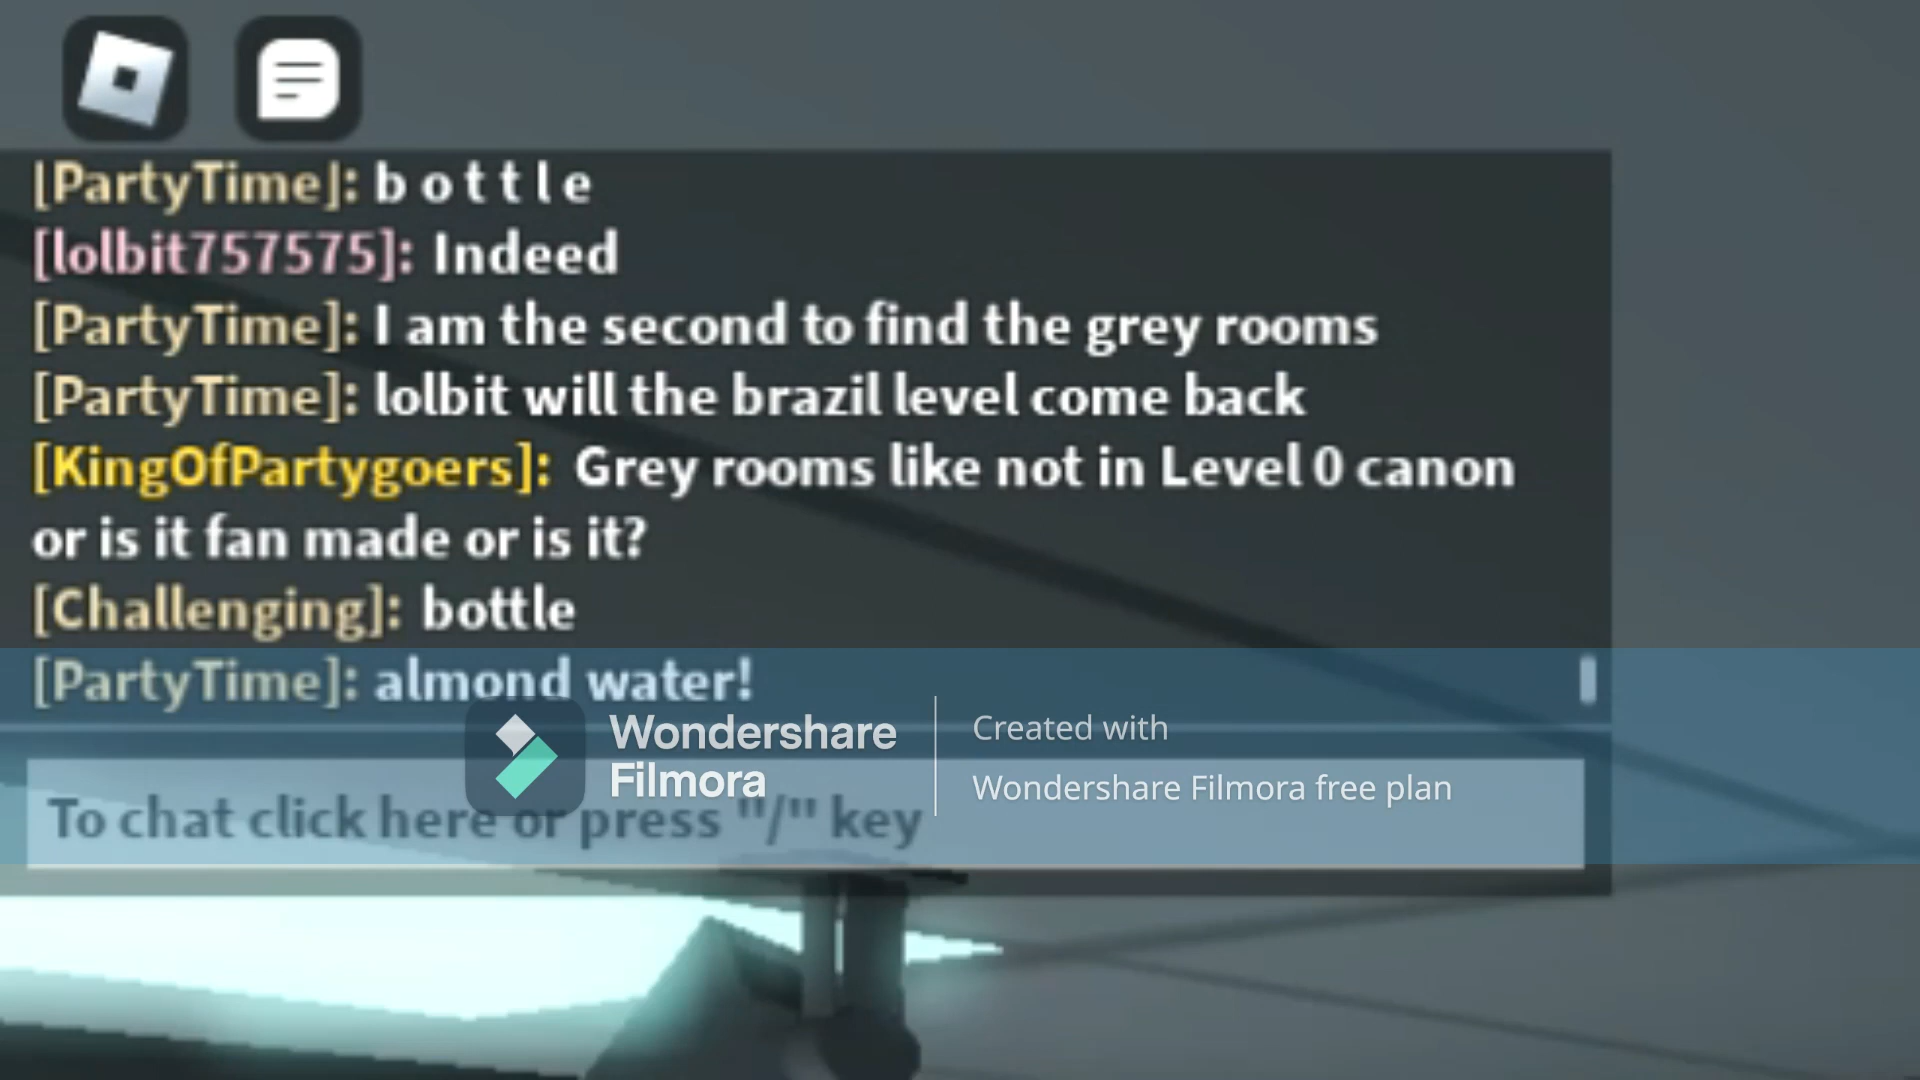 [PartyTime]: b o t t l e
[lolbit757575]: Indeed
[PartyTime]: I am the second to find the grey rooms
[PartyTime]: lolbit will the brazil level come back
[KingOfPartygoers]: Grey rooms like not in Level 0 canon
or is it fan made or is it?
[Challenging]: bottle
[PartyTime]: almond water!
Wondershare
Filmora
Created with
Wondershare Filmora free plan
To chat click here or press "/" key